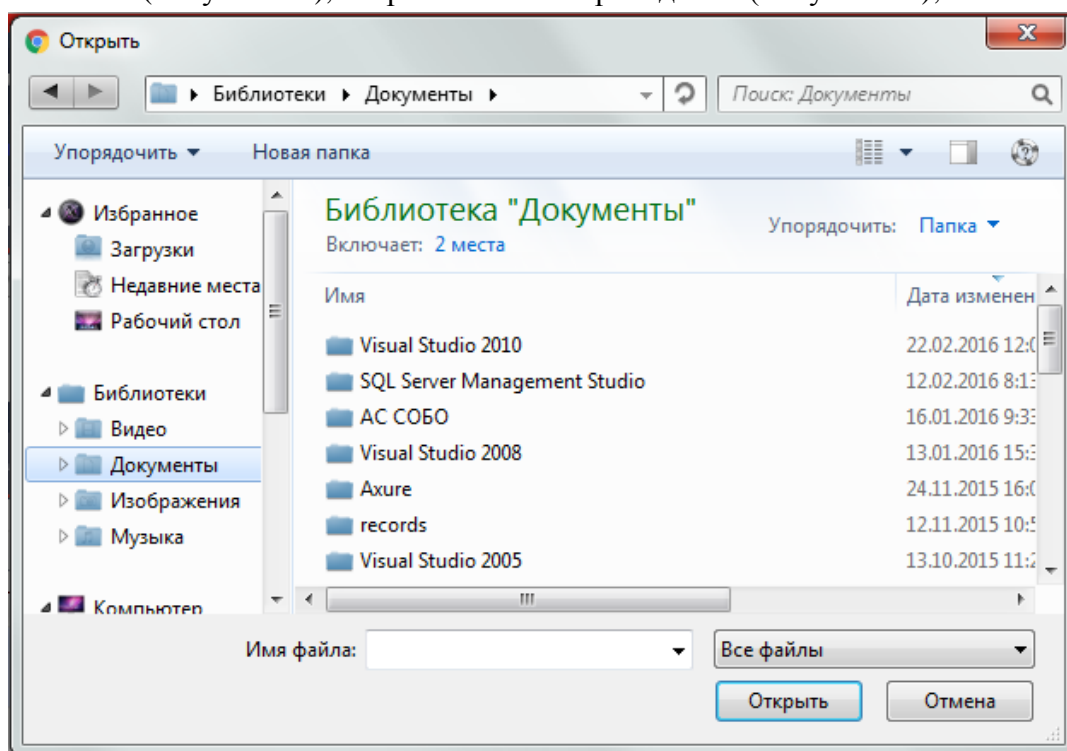 Открыть
Библиотеки Документы
Поиск: Документы
Упорядочить Новая папка
Избранное
Загрузки
Недавние места
Рабочий стол
Библиотеки
Видео
Документы
Изображения
Музыка
Компьютер
Библиотека "Документы"
Включает: 2 места
Упорядочить: Папка
Имя Дата изменен
Visual Studio 2010 22.02.2016 12:0
SQL Server Management Studio 12.02.2016 8:13
АС СОБО 16.01.2016 9:33
Visual Studio 2008 13.01.2016 15:3
Axure 24.11.2015 16:0
records 12.11.2015 10:5
Visual Studio 2005 13.10.2015 11:2
Имя файла: Все файлы
Открыть Отмена